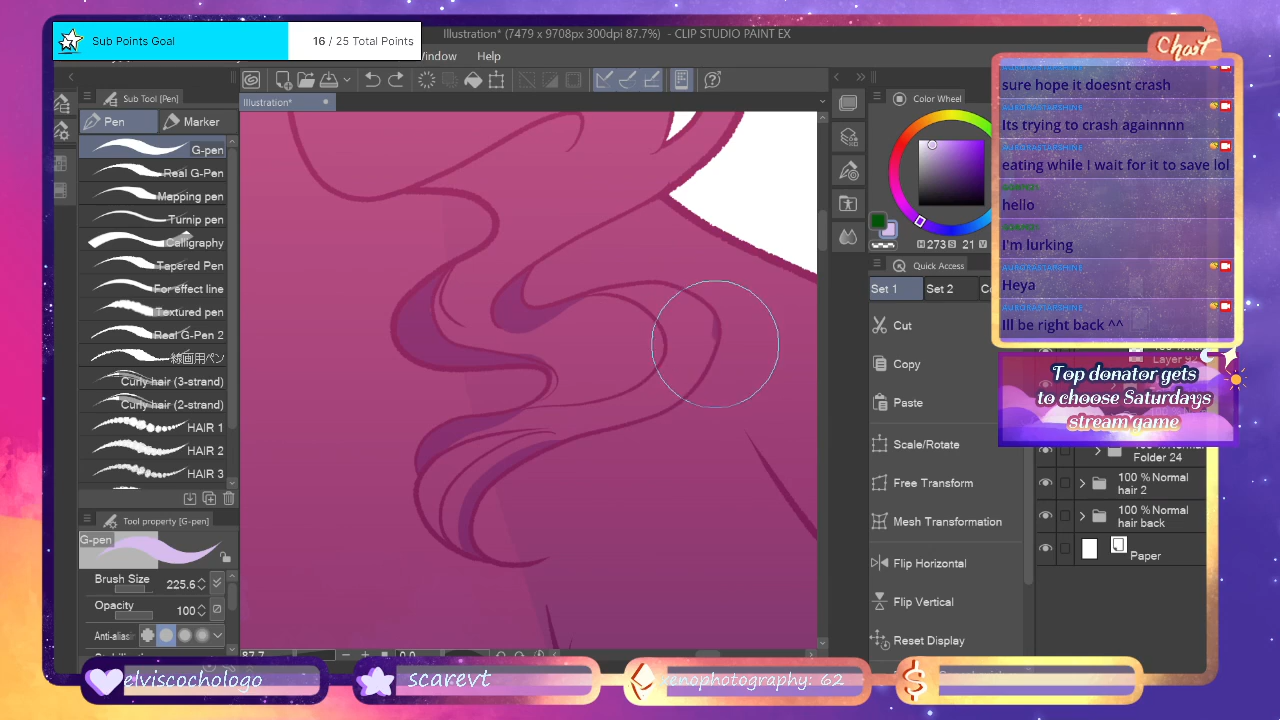 Sub Points Goal
16 / 25 Total Points
Illustration* (7479 x 9708px 300dpi 87.7%) - CLIP STUDIO PAINT EX
Window Help
Sub Tool [Pen]
Illustration*
Pen
Marker
G-pen
Real G-Pen
Mapping pen
Turnip pen
Calligraphy
Tapered Pen
For effect line
Textured pen
Real G-Pen 2
線画用ペン
Curly hair (3-strand)
Curly hair (2-strand)
HAIR 1
HAIR 2
HAIR 3
Tool property [G-pen]
G-pen
Brush Size 225.6
Opacity 100
Anti-alias
87.7
0.0
Color Wheel
H 273 S 21 V
Quick Access
Set 1 Set 2
Cut
Copy
Paste
Scale/Rotate
Free Transform
Mesh Transformation
Flip Horizontal
Flip Vertical
Reset Display
Chat
sure hope it doesnt crash
Its trying to crash againnnn
eating while I wait for it to save lol
hello
I'm lurking
Heya
Ill be right back ^^
Top donator gets
to choose Saturdays
stream game
Folder 24
100 % Normal
hair 2
100 % Normal
hair back
Paper
elviscochologo
scarevt
enophotography: 62